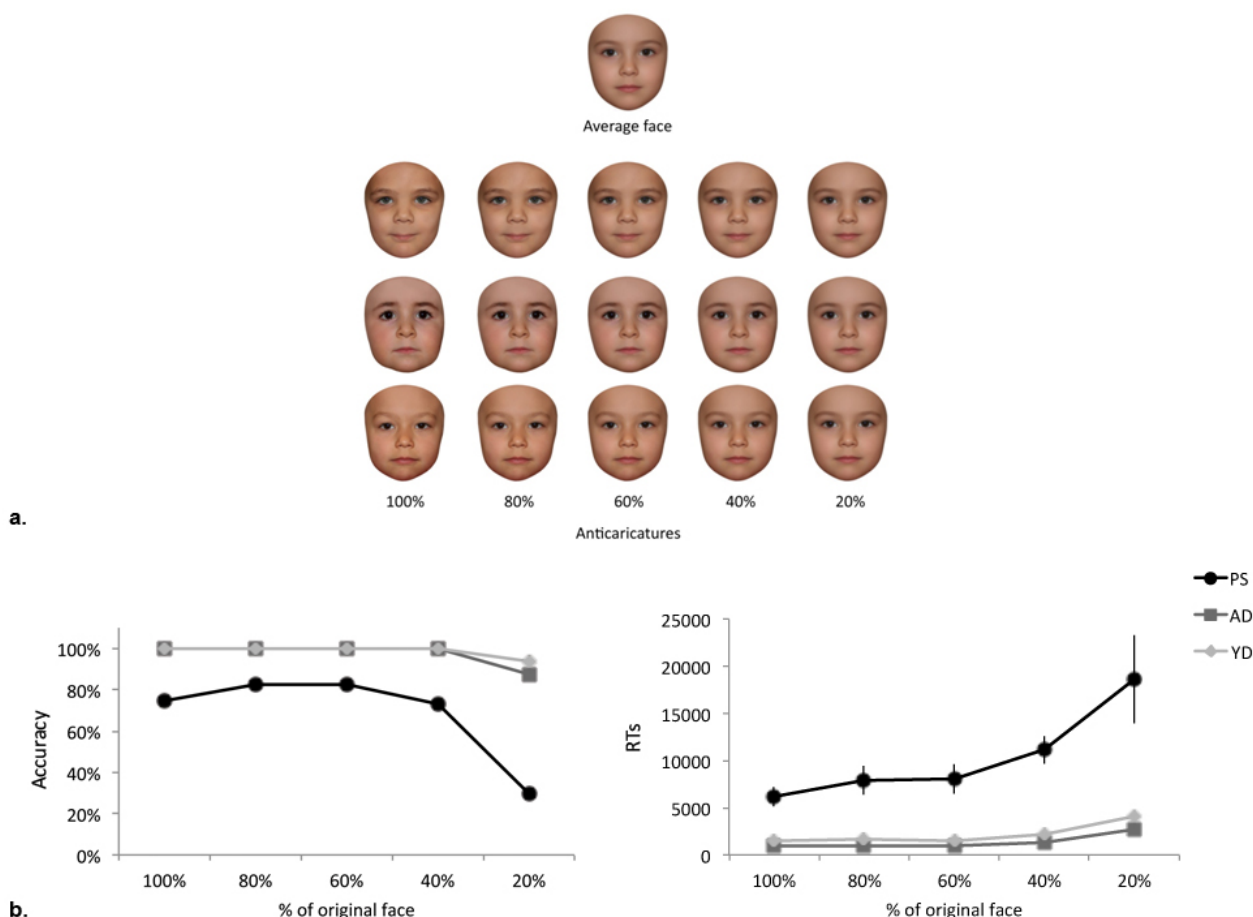 Average face
100% 80% 60% 40% 20%
a.
Anticaricatures
PS
AD
YD
100%
80%
60%
40%
20%
0%
Accuracy
100% 80% 60% 40% 20%
% of original face
25000
20000
15000
10000
5000
0
RTs
100% 80% 60% 40% 20%
% of original face
b.